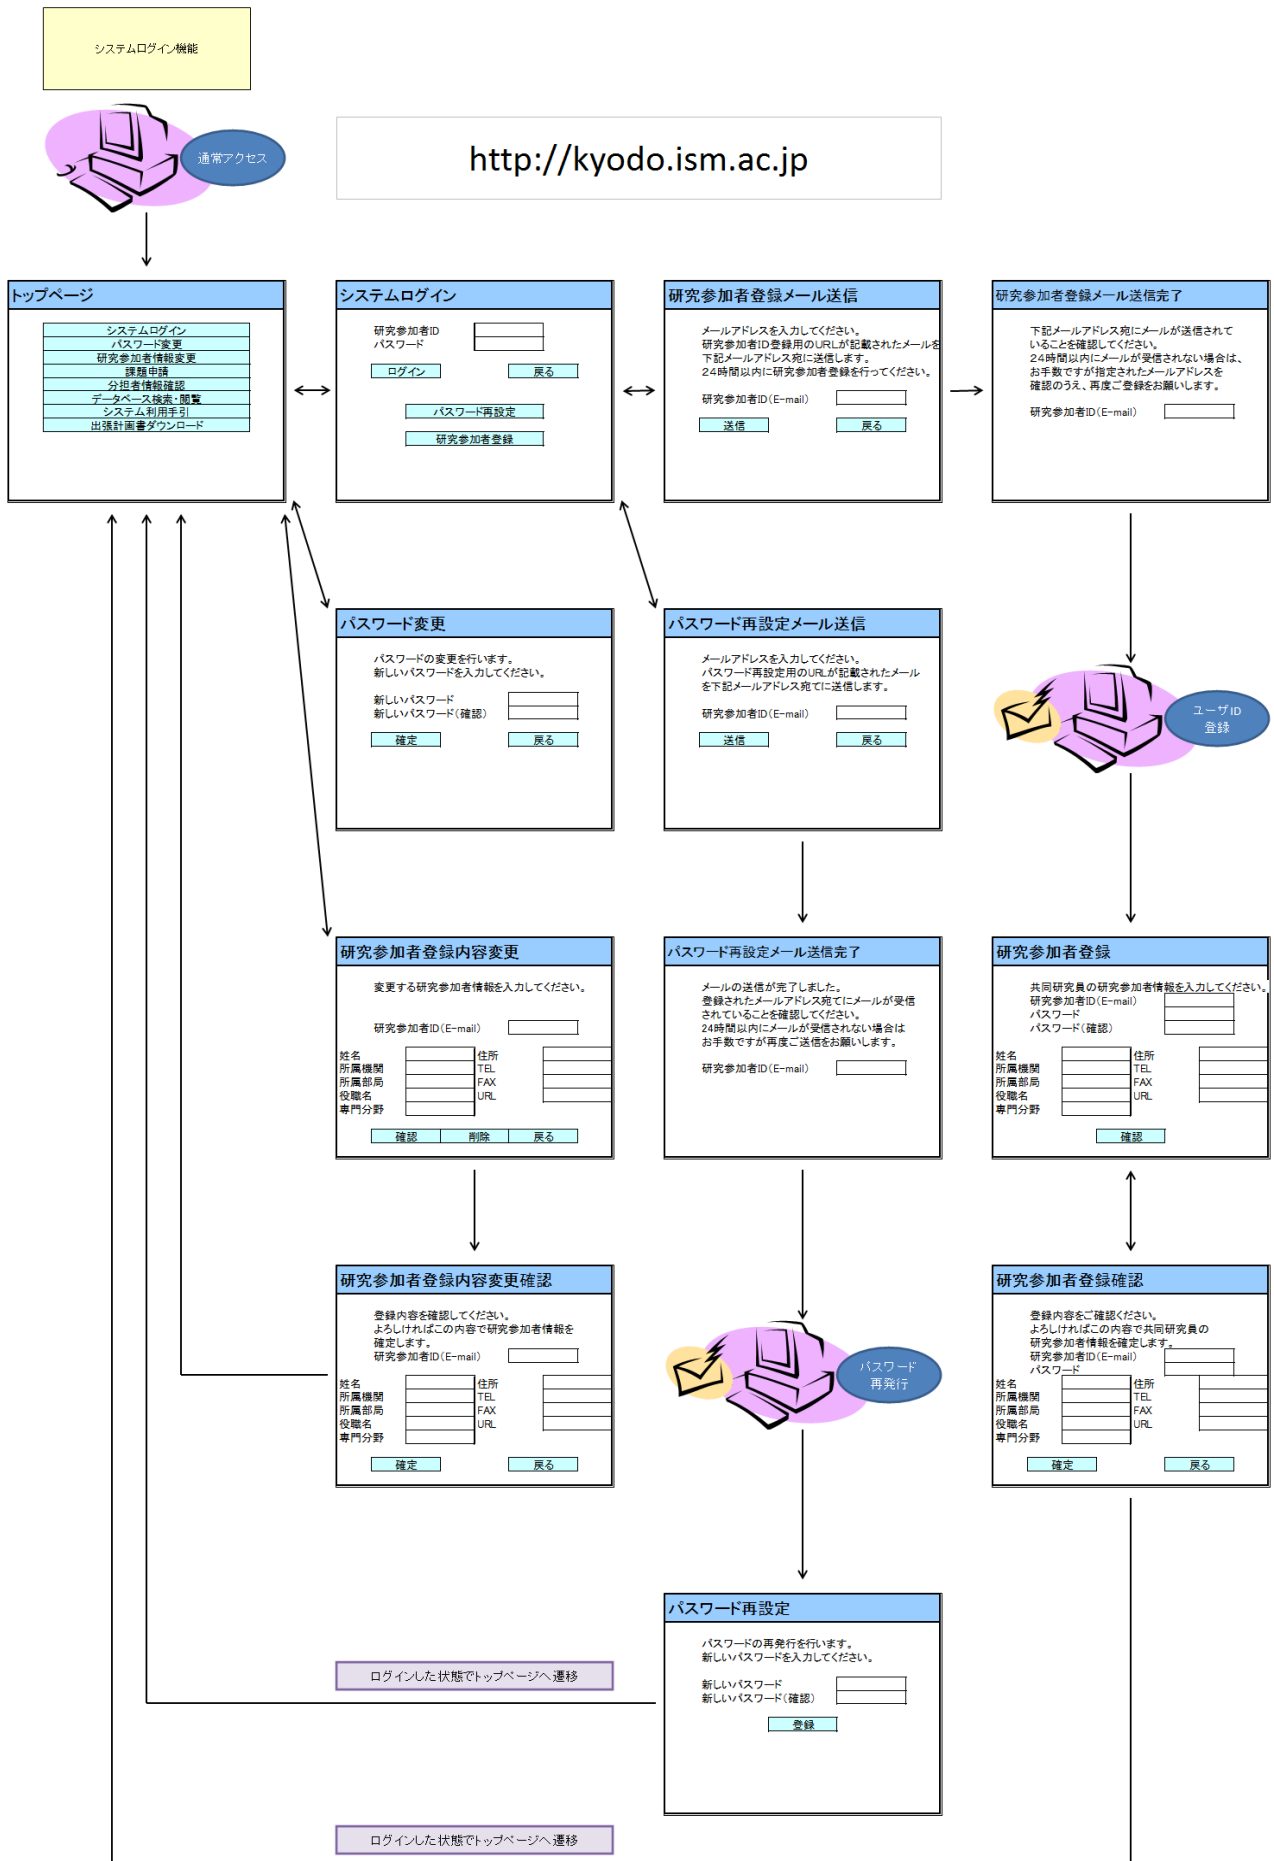 システムログイン機能
通常アクセス
http://kyodo.ism.ac.jp
トップページ
システムログイン
パスワード変更
研究参加者情報変更
課題申請
分担者情報確認
データベース検索・閲覧
システム利用手引
出張計画書ダウンロード
システムログイン
研究参加者ID
パスワード
ログイン
戻る
パスワード再設定
研究参加者登録
研究参加者登録メール送信
メールアドレスを入力してください。
研究参加者ID登録用のURLが記載されたメールを
下記メールアドレス宛に送信します。
24時間以内に研究参加者登録を行ってください。
研究参加者ID(E-mail)
送信
戻る
研究参加者登録メール送信完了
下記メールアドレス宛にメールが送信されて
いることを確認してください。
24時間以内にメールが受信されない場合は、
お手数ですが指定されたメールアドレスを
確認のうえ、再度ご登録をお願いします。
研究参加者ID(E-mail)
パスワード変更
パスワードの変更を行います。
新しいパスワードを入力してください。
新しいパスワード
新しいパスワード(確認)
確定
戻る
パスワード再設定メール送信
メールアドレスを入力してください。
パスワード再設定用のURLが記載されたメール
を下記メールアドレス宛てに送信します。
研究参加者ID(E-mail)
送信
戻る
ユーザID
登録
研究参加者登録内容変更
変更する研究参加者情報を入力してください。
研究参加者ID(E-mail)
姓名
住所
所属機関
TEL
所属部局
FAX
役職名
URL
専門分野
確認
削除
戻る
パスワード再設定メール送信完了
メールの送信が完了しました。
登録されたメールアドレス宛てにメールが受信
されていることを確認してください。
24時間以内にメールが受信されない場合は
お手数ですが再度ご送信をお願いします。
研究参加者ID(E-mail)
研究参加者登録
共同研究員の研究参加者情報を入力してください。
研究参加者ID(E-mail)
パスワード
パスワード(確認)
姓名
住所
所属機関
TEL
所属部局
FAX
役職名
URL
専門分野
確認
研究参加者登録内容変更確認
登録内容を確認してください。
よろしければこの内容で研究参加者情報を
確定します。
研究参加者ID(E-mail)
姓名
住所
所属機関
TEL
所属部局
FAX
役職名
URL
専門分野
確定
戻る
パスワード
再発行
研究参加者登録確認
登録内容をご確認ください。
よろしければこの内容で共同研究員の
研究参加者情報を確定します。
研究参加者ID(E-mail)
パスワード
姓名
住所
所属機関
TEL
所属部局
FAX
役職名
URL
専門分野
確定
戻る
パスワード再設定
パスワードの再発行を行います。
新しいパスワードを入力してください。
新しいパスワード
新しいパスワード(確認)
登録
ログインした状態でトップページへ遷移
ログインした状態でトップページへ遷移